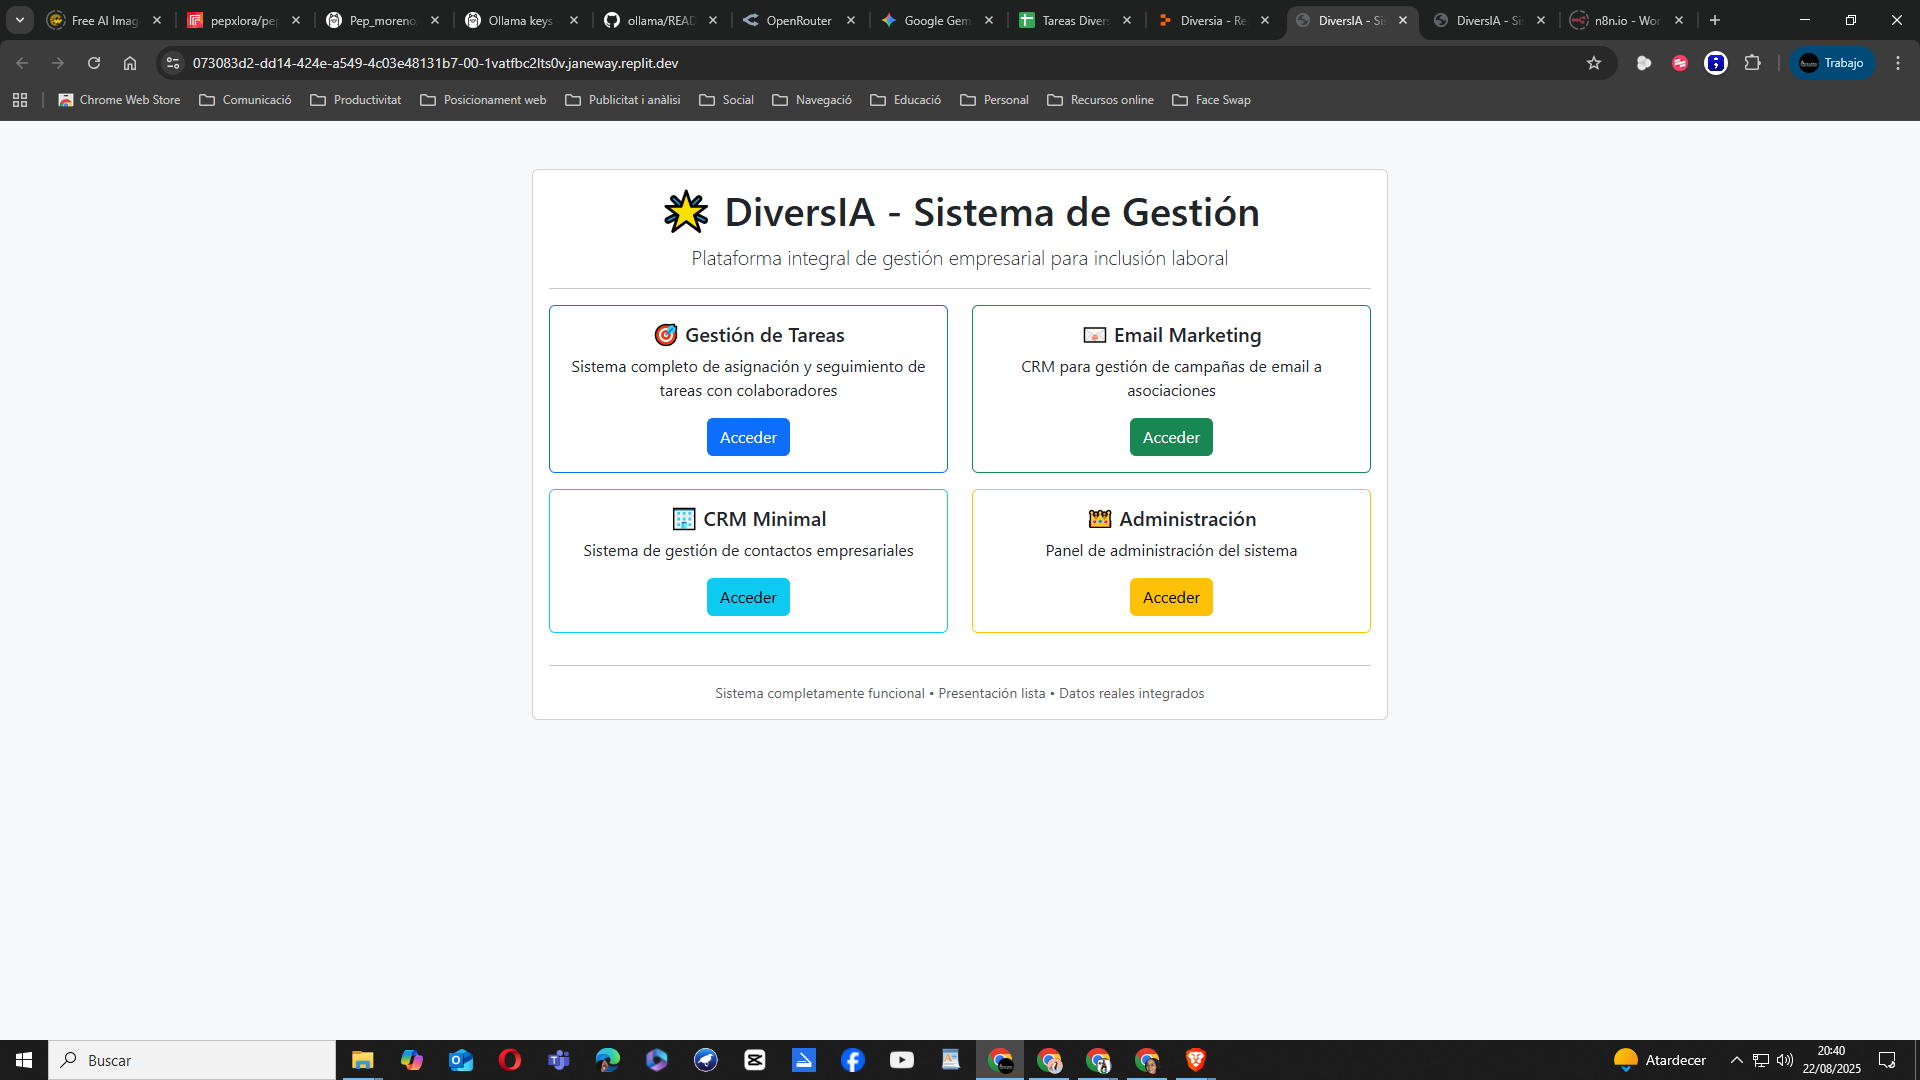 Free AI Imag
pepxlora/pep
Pep_moreno
Ollama keys
ollama/READ
OpenRouter
Google Gem
Tareas Divers
Diversia - Re
DiversIA - Sis
DiversIA - Sis
n8n.io - Wor
073083d2-dd14-424e-a549-4c03e48131b7-00-1vatfbc2lts0v.janeway.replit.dev
Trabajo
Chrome Web Store
Comunicació
Productivitat
Posicionament web
Publicitat i anàlisi
Social
Navegació
Educació
Personal
Recursos online
Face Swap
DiversIA - Sistema de Gestión
Plataforma integral de gestión empresarial para inclusión laboral
Gestión de Tareas
Sistema completo de asignación y seguimiento de
tareas con colaboradores
Acceder
Email Marketing
CRM para gestión de campañas de email a
asociaciones
Acceder
CRM Minimal
Sistema de gestión de contactos empresariales
Acceder
Administración
Panel de administración del sistema
Acceder
Sistema completamente funcional • Presentación lista • Datos reales integrados
Buscar
Atardecer
20:40
22/08/2025